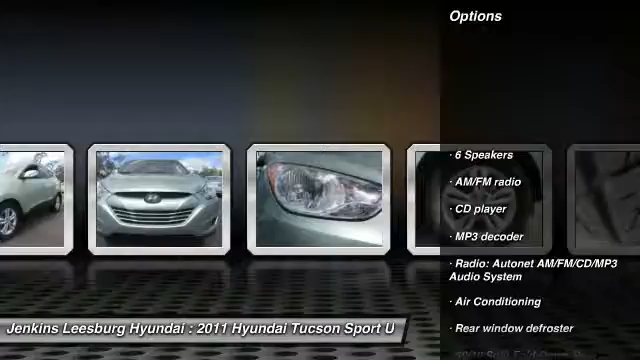 Options
· 6 Speakers
· AM/FM radio
· CD player
· MP3 decoder
· Radio: Autonet AM/FM/CD/MP3
Audio System
· Air Conditioning
· Rear window defroster
Jenkins Leesburg Hyundai : 2011 Hyundai Tucson Sport U